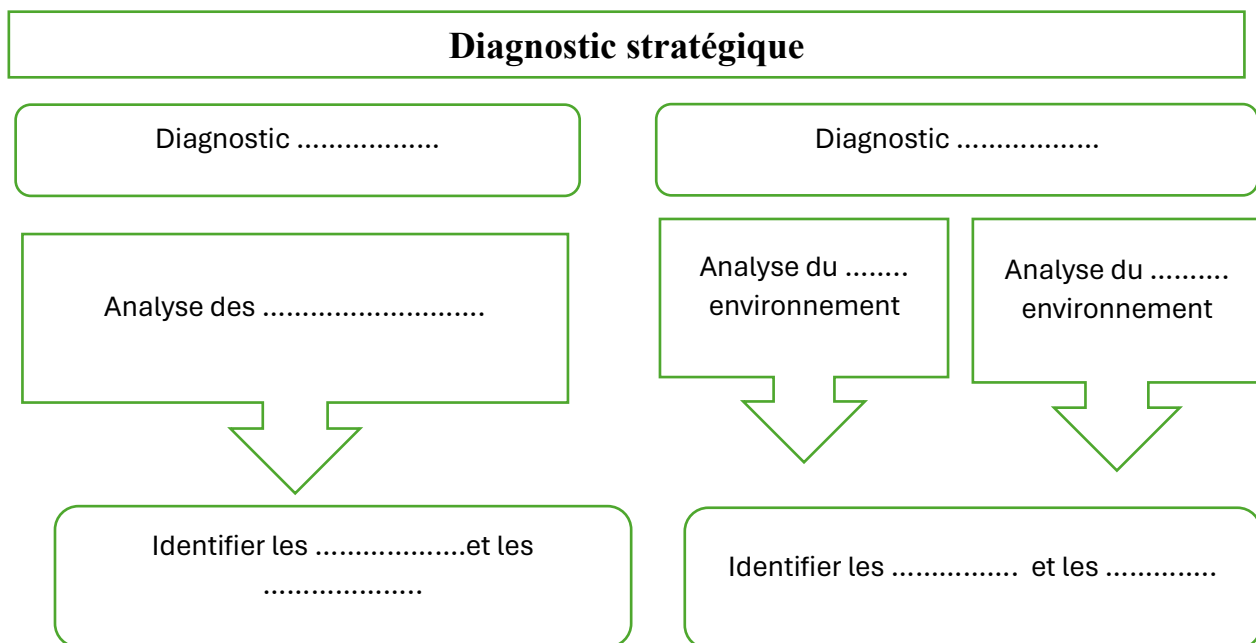 Diagnostic stratégique
Diagnostic ………………
Diagnostic ………………
Analyse des ……………………….
Analyse du ……..
environnement
Analyse du ……….
environnement
Identifier les ……………….et les
………………..
Identifier les ……………. et les …………..